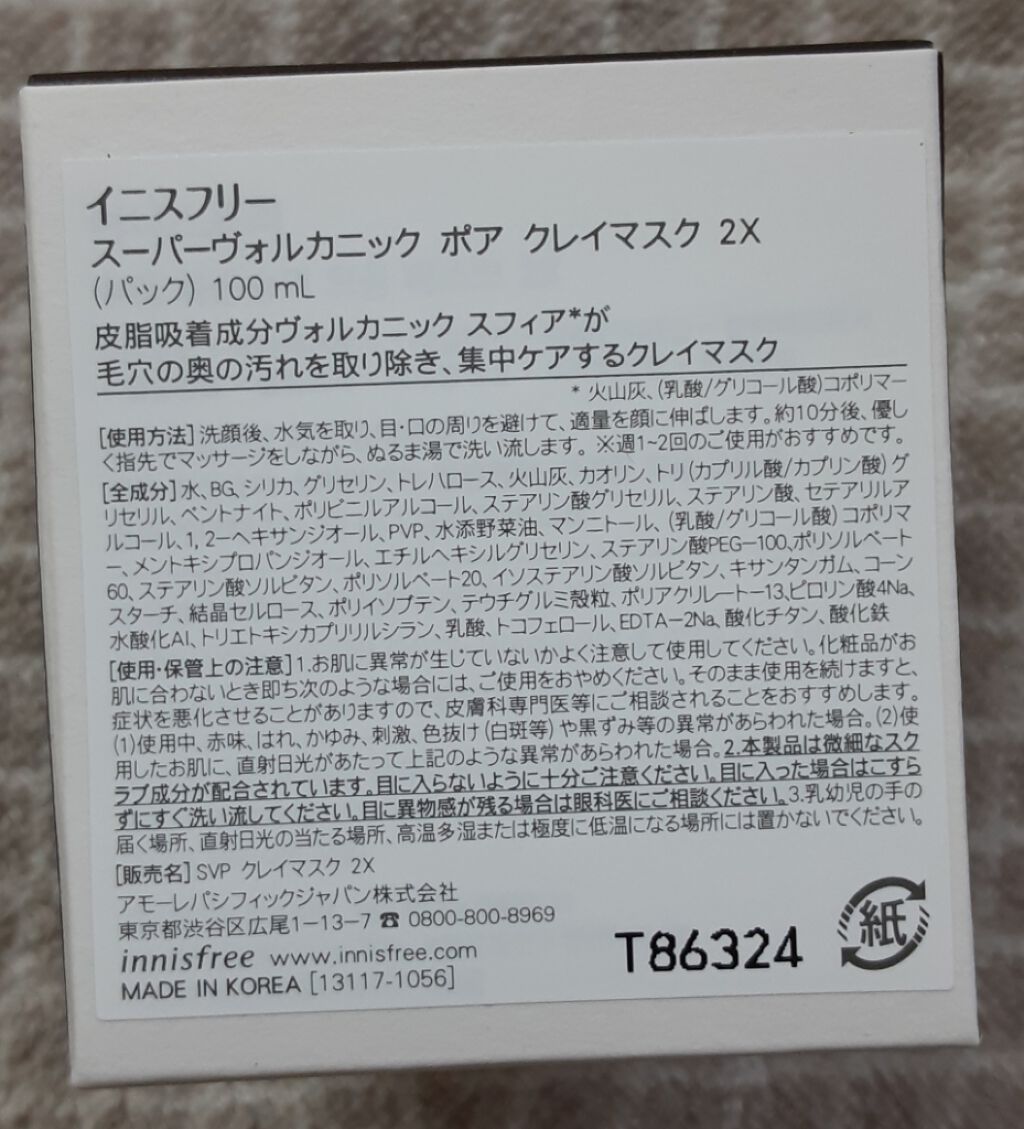 イニスフリー
スーパーヴォルカニック ポア クレイマスク 2X
(パック) 100 mL
皮脂吸着成分ヴォルカニック スフィア*が
毛穴の奥の汚れを取り除き、集中ケアするクレイマスク
* 火山灰、(乳酸/グリコール酸)コポリマー
[使用方法] 洗顔後、水気を取り、目・口の周りを避けて、適量を顔に伸ばします。約10分後、優し
く指先でマッサージをしながら、ぬるま湯で洗い流します。 ※週1~2回のご使用がおすすめです。
[全成分] 水、BG、シリカ、グリセリン、トレハロース、火山灰、カオリン、トリ(カプリル酸/カプリン酸) グ
リセリル、ベントナイト、ポリビニルアルコール、ステアリン酸グリセリル、ステアリン酸、セテアリルア
ルコール、1, 2ーヘキサンジオール、PVP、水添野菜油、マンニトール、(乳酸/グリコール酸) コポリマ
ー、メントキシプロパンジオール、エチルヘキシルグリセリン、ステアリン酸PEGー100、ポリソルベート
60、ステアリン酸ソルビタン、ポリソルベート20、イソステアリン酸ソルビタン、キサンタンガム、コーン
スターチ、結晶セルロース、ポリイソブテン、テウチグルミ殻粒、ポリアクリレートー13、ピロリン酸4Na、
水酸化Al、トリエトキシカプリリルシラン、乳酸、トコフェロール、EDTAー2Na、酸化チタン、酸化鉄
[使用・保管上の注意] 1.お肌に異常が生じていないかよく注意して使用してください。化粧品がお
肌に合わないとき即ち次のような場合には、ご使用をおやめください。そのまま使用を続けますと、
症状を悪化させることがありますので、皮膚科専門医等にご相談されることをおすすめします。
(1)使用中、赤味、はれ、かゆみ、刺激、色抜け (白斑等) や黒ずみ等の異常があらわれた場合。(2)使
用したお肌に、直射日光があたって上記のような異常があらわれた場合。2.本製品は微細なスク
ラブ成分が配合されています。目に入らないように十分ご注意ください。目に入った場合はこすら
ずにすぐ洗い流してください。目に異物感が残る場合は眼科医にご相談ください。3.乳幼児の手の
届く場所、直射日光の当たる場所、高温多湿または極度に低温になる場所には置かないでください。
[販売名] SVP クレイマスク 2X
アモーレパシフィックジャパン株式会社
東京都渋谷区広尾1ー13ー7 ☎ 0800-800-8969
innisfree www.innisfree.com
MADE IN KOREA [13117-1056]
T86324
紙